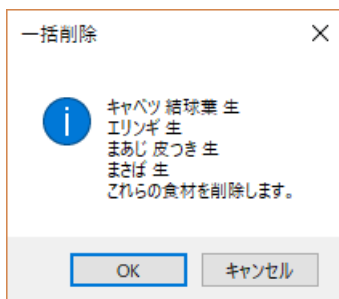 一括削除
キャベツ 結球葉 生
エリンギ 生
まあじ 皮つき 生
まさば 生
これらの食材を削除します。
OK
キャンセル